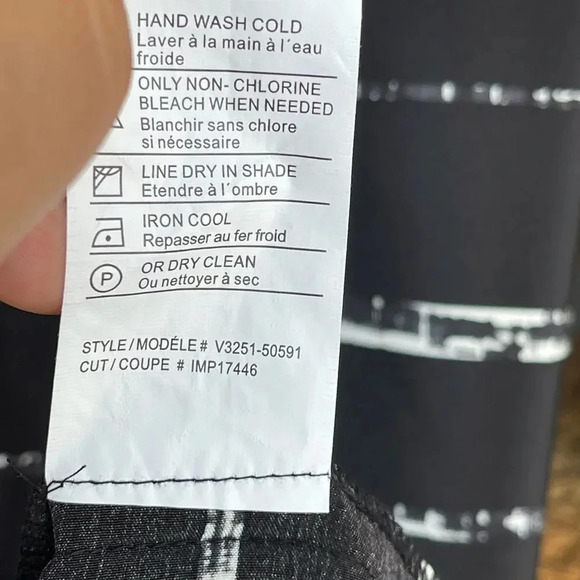 HAND WASH COLD
Laver à la main à l´eau
froide
ONLY NON- CHLORINE
BLEACH WHEN NEEDED
Blanchir sans chlore
si nécessaire
LINE DRY IN SHADE
Etendre à l´ombre
IRON COOL
Repasser au fer froid
P
OR DRY CLEAN
Ou nettoyer à sec
STYLE/MODÉLE# V3251-50591
CUT/COUPE # IMP17446